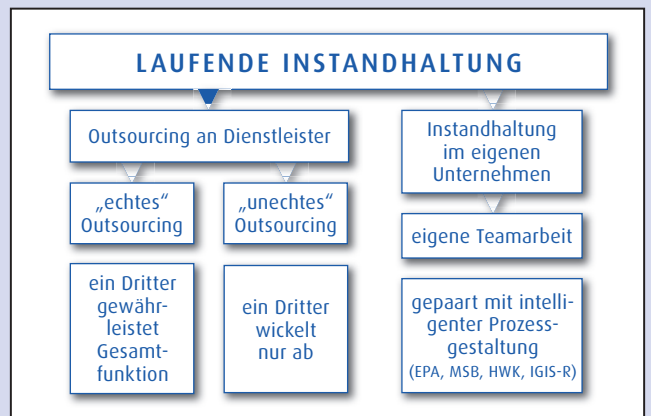 LAUFENDE INSTANDHALTUNG
Outsourcing an Dienstleister
„echtes“
Outsourcing
ein Dritter
gewähr-
leistet
Gesamt-
funktion
„unechtes“
Outsourcing
ein Dritter
wickelt
nur ab
Instandhaltung
im eigenen
Unternehmen
eigene Teamarbeit
gepaart mit intelli-
genter Prozess-
gestaltung
(EPA, MSB, HWK, IGIS-R)